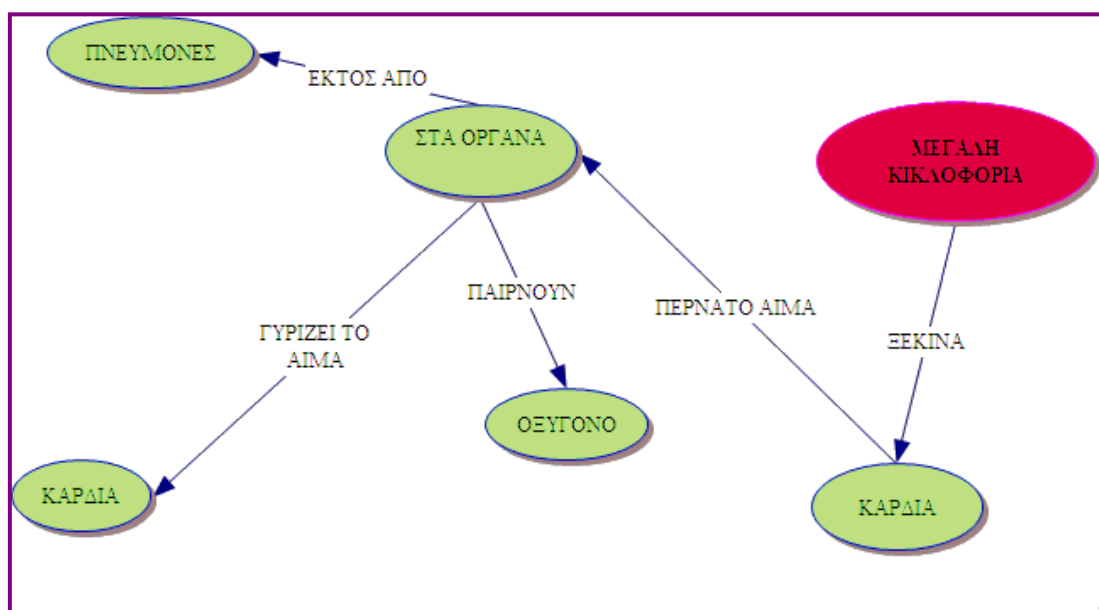 ΠΝΕΥΜΟΝΕΣ
ΕΚΤΟΣ ΑΠΟ
ΣΤΑ ΟΡΓΑΝΑ
ΜΕΓΑΛΗ
ΚΙΚΛΟΦΟΡΙΑ
ΠΑΙΡΝΟΥΝ
ΠΕΡΝΑΤΟ ΑΙΜΑ
ΓΥΡΙΖΕΙ ΤΟ
ΑΙΜΑ
ΞΕΚΙΝΑ
ΟΞΥΓΟΝΟ
ΚΑΡΔΙΑ
ΚΑΡΔΙΑ